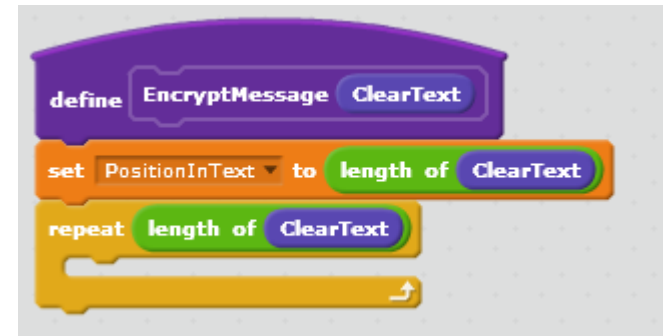 define EncryptMessage ClearText
set PositionInText to length of ClearText
repeat length of ClearText